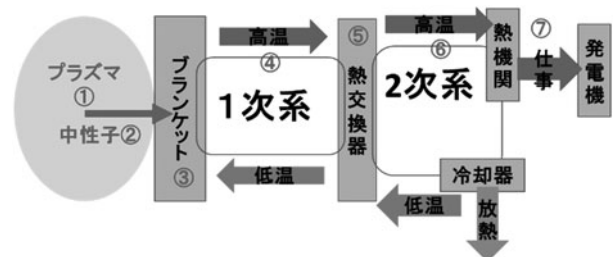 プラズマ
①
中性子②
ブランケット
③
高温
④
1次系
低温
⑤
熱交換器
高温
⑥
2次系
低温
熱機関
⑦
仕事
発電機
冷却器
放熱